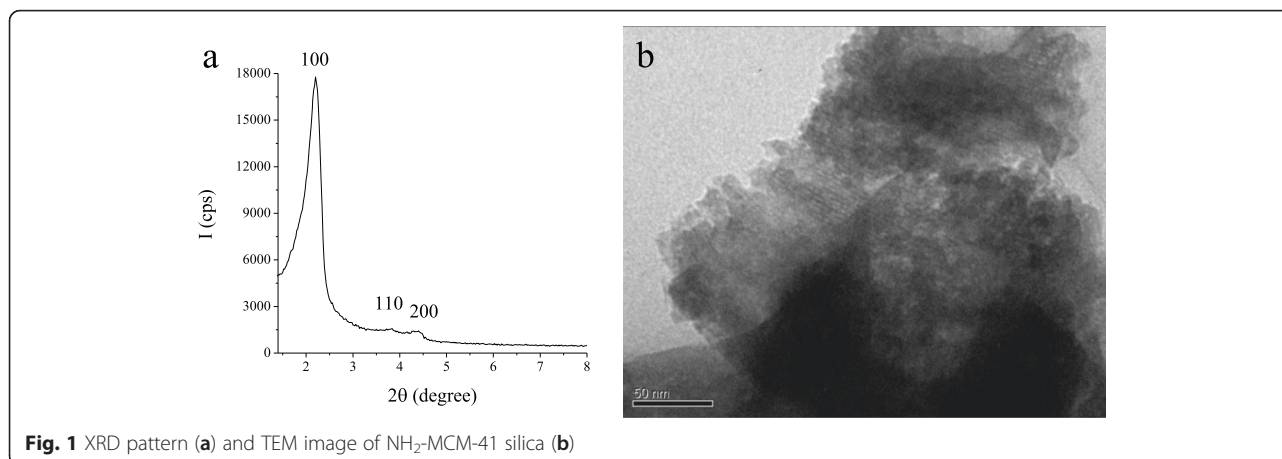 a
100
18000
15000
12000
9000
6000
3000
0
I (cps)
110
200
2 3 4 5 6 7 8
2θ (degree)
b
50 nm
Fig. 1 XRD pattern (a) and TEM image of NH₂-MCM-41 silica (b)